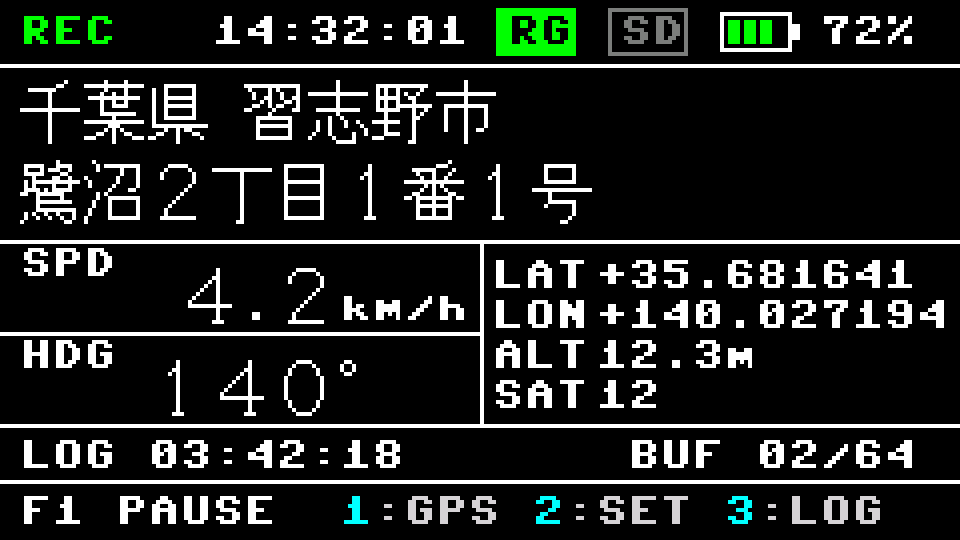 REC 14:32:01 RG SD 72%
千葉県 習志野市
鷺沼2丁目1番1号
SPD 4.2km/h
HDG 140°
LAT +35.681641
LON +140.027194
ALT 12.3m
SAT 12
LOG 03:42:18 BUF 02/64
F1 PAUSE 1:GPS 2:SET 3:LOG